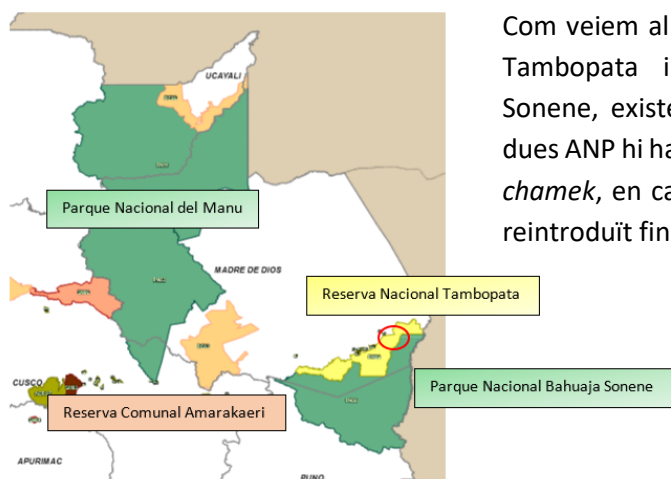 Com veiem al
Tambopata i
Sonene, existe
dues ANP hi ha
chamek, en ca
reintroduït fin
UCAYALI
Parque Nacional del Manu
MADRE DE DIOS
Reserva Nacional Tambopata
CUSCO
Reserva Comunal Amarakaeri
Parque Nacional Bahuaja Sonene
APURIMAC
PUNO